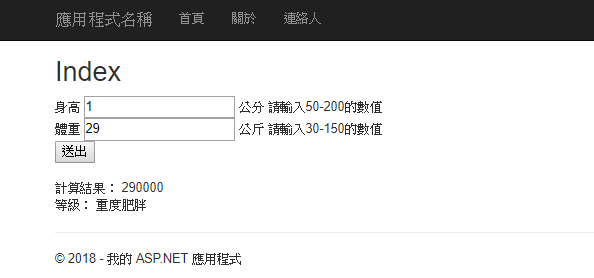 應用程式名稱 首頁 關於 連絡人
Index
身高 1 公分 請輸入50-200的數值
體重 29 公斤 請輸入30-150的數值
送出
計算結果： 290000
等級： 重度肥胖
© 2018 - 我的 ASP.NET 應用程式